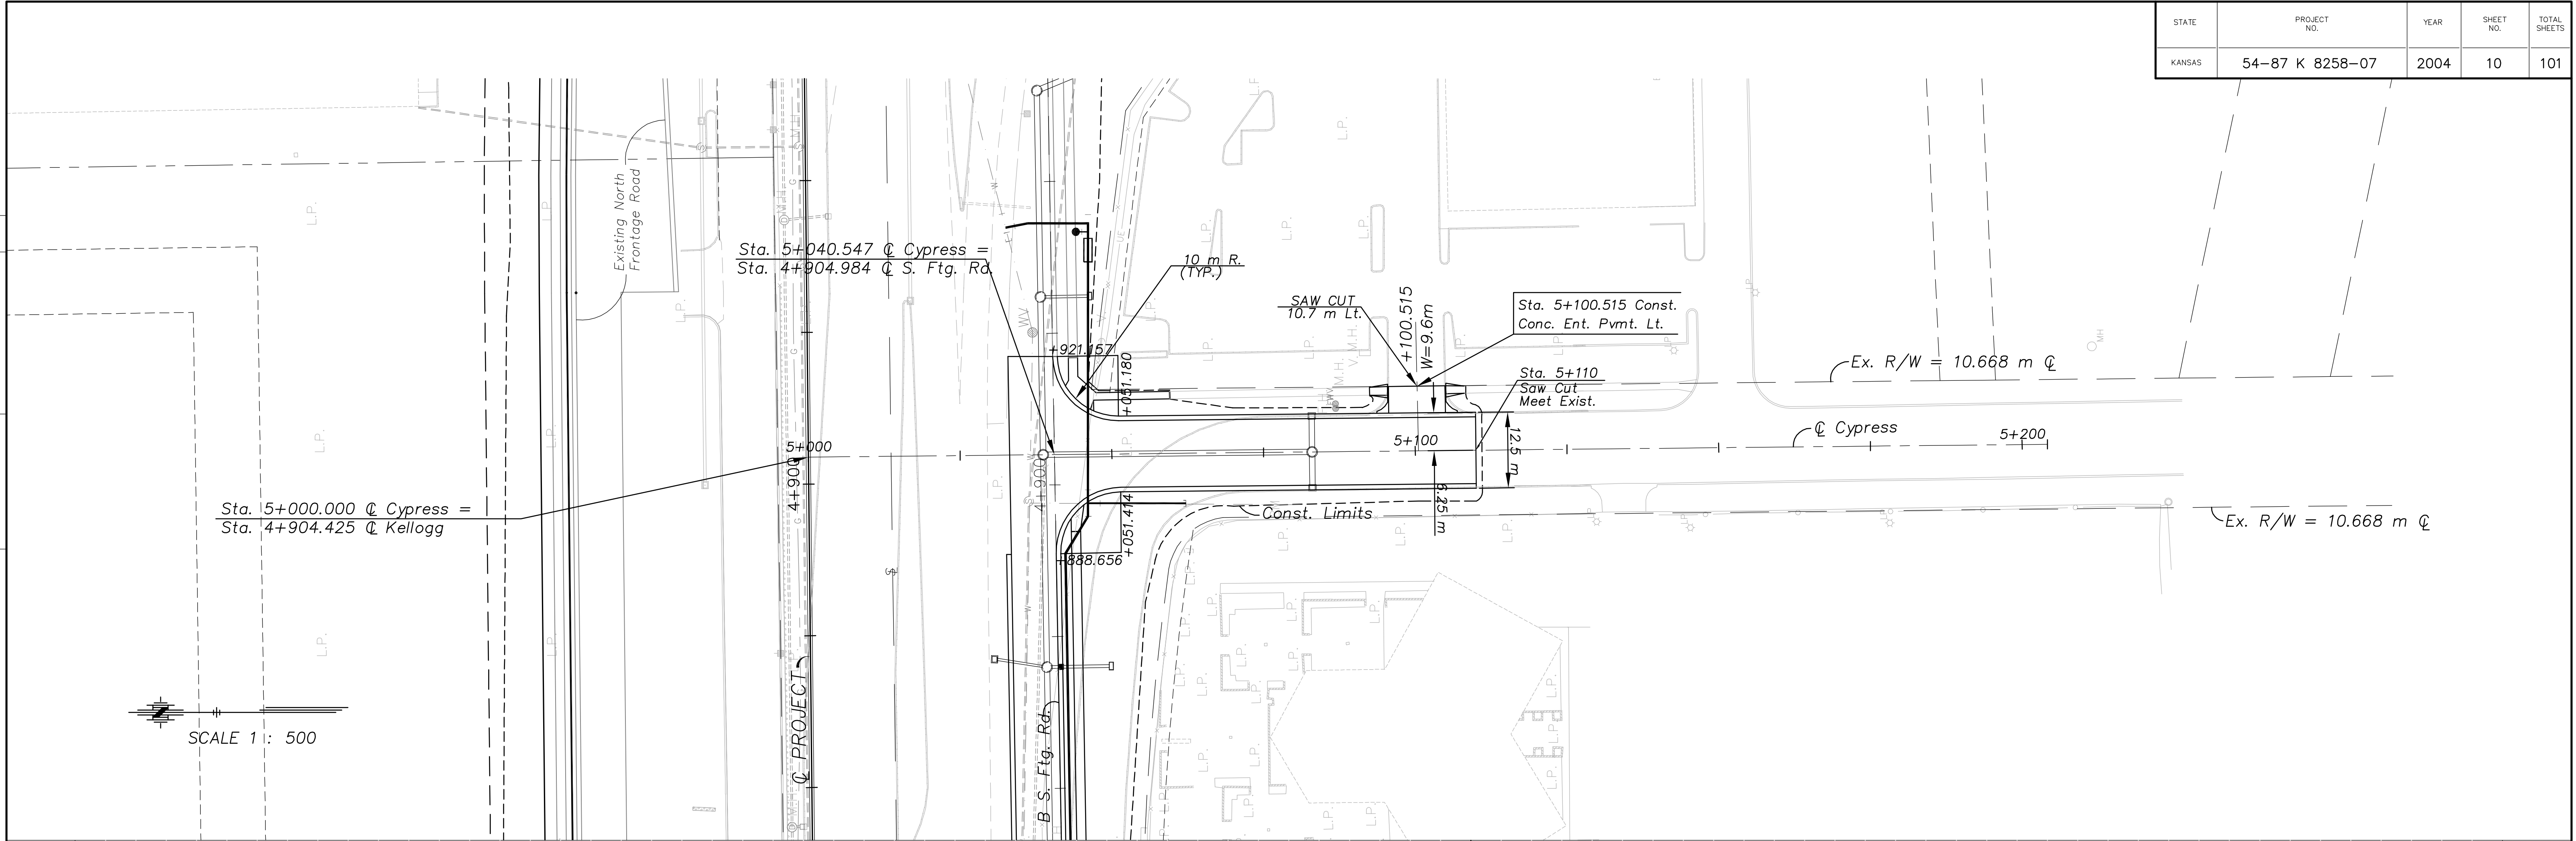 STATE
PROJECT
NO.
YEAR
SHEET
NO.
TOTAL
SHEETS
KANSAS
54-87 K 8258-07
2004
10
101
Existing North
Frontage Road
Sta. 5+040.547 ℄ Cypress =
Sta. 4+904.984 ℄ S. Ftg. Rd.
10 m R.
(TYP.)
SAW CUT
10.7 m Lt.
+100.515
W=9.6m
Sta. 5+100.515 Const.
Conc. Ent. Pvmt. Lt.
Sta. 5+110
Saw Cut
Meet Exist.
Ex. R/W = 10.668 m ℄
+921.157
+051.180
5+000
4+900
4+900
5+100
12.5 m
6.25 m
℄ Cypress
5+200
Sta. 5+000.000 ℄ Cypress =
Sta. 4+904.425 ℄ Kellogg
+051.414
+888.656
Const. Limits
Ex. R/W = 10.668 m ℄
℄ PROJECT
B S. Ftg. Rd.
SCALE 1 : 500
L.P.
L.P.
L.P.
L.P.
L.P.
L.P.
L.P.
L.P.
L.P.
L.P.
L.P.
MH
WV
V.M.H.